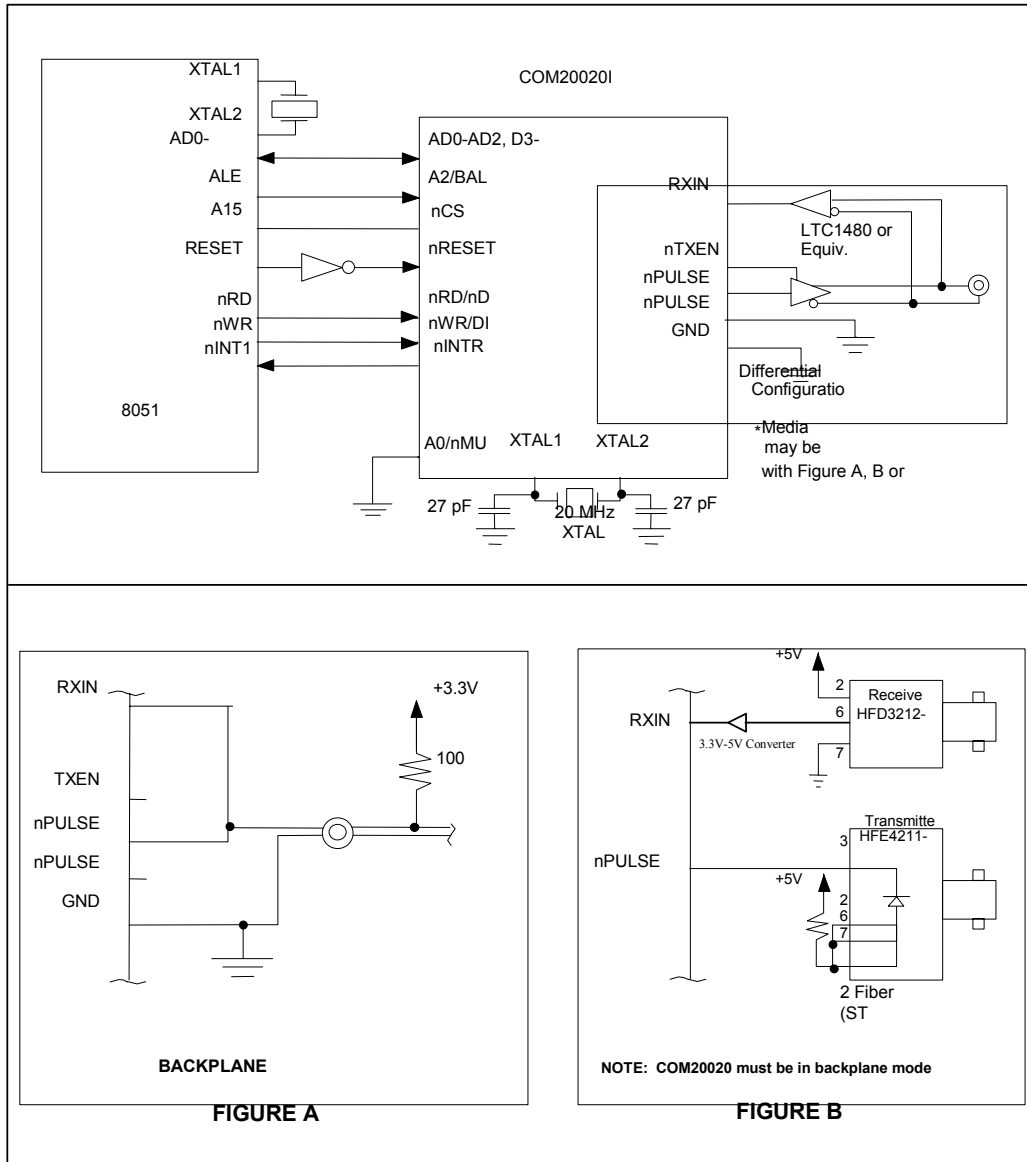 COM20020I
XTAL1
XTAL2
AD0-
ALE
A15
RESET
nRD
nWR
nINT1
8051
AD0-AD2, D3-
A2/BAL
nCS
nRESET
nRD/nD
nWR/DI
nINTR
A0/nMU
XTAL1
XTAL2
RXIN
nTXEN
nPULSE
nPULSE
GND
LTC1480 or
Equiv.
Differential
Configuratio
*Media
may be
with Figure A, B or
27 pF
20 MHz
XTAL
27 pF
RXIN
TXEN
nPULSE
nPULSE
GND
+3.3V
100
BACKPLANE
FIGURE A
+5V
2
6
7
Receive
HFD3212-
RXIN
3.3V-5V Converter
Transmitte
HFE4211-
3
nPULSE
+5V
2
6
7
2 Fiber
(ST
NOTE: COM20020 must be in backplane mode
FIGURE B